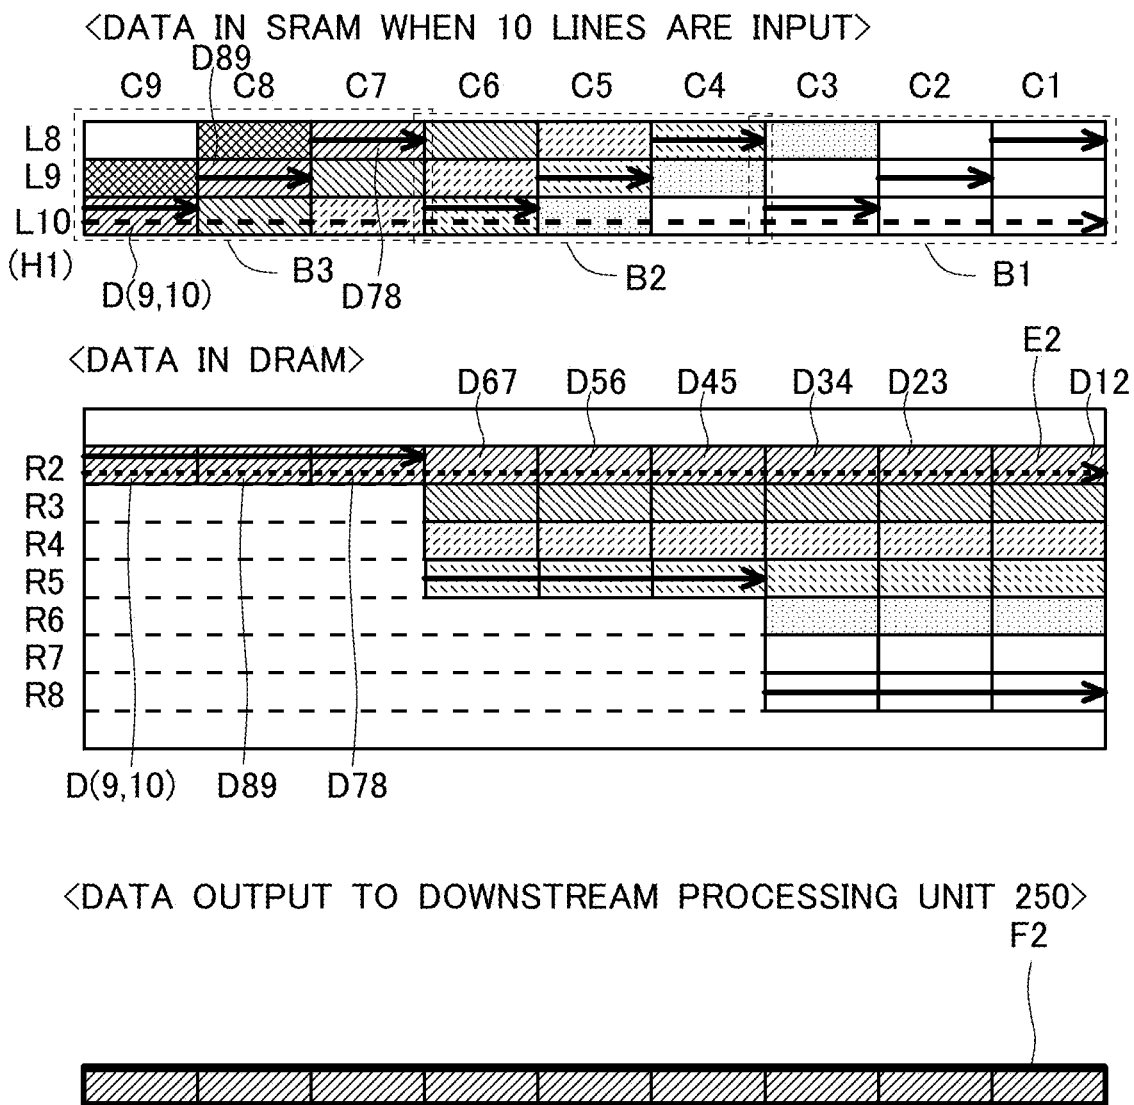 <DATA IN SRAM WHEN 10 LINES ARE INPUT>
D89
C9 C8 C7 C6 C5 C4 C3 C2 C1
L8
L9
L10
(H1)
D(9,10) B3 D78 B2 B1
<DATA IN DRAM>
E2
D67 D56 D45 D34 D23 D12
R2
R3
R4
R5
R6
R7
R8
D(9,10) D89 D78
<DATA OUTPUT TO DOWNSTREAM PROCESSING UNIT 250>
F2